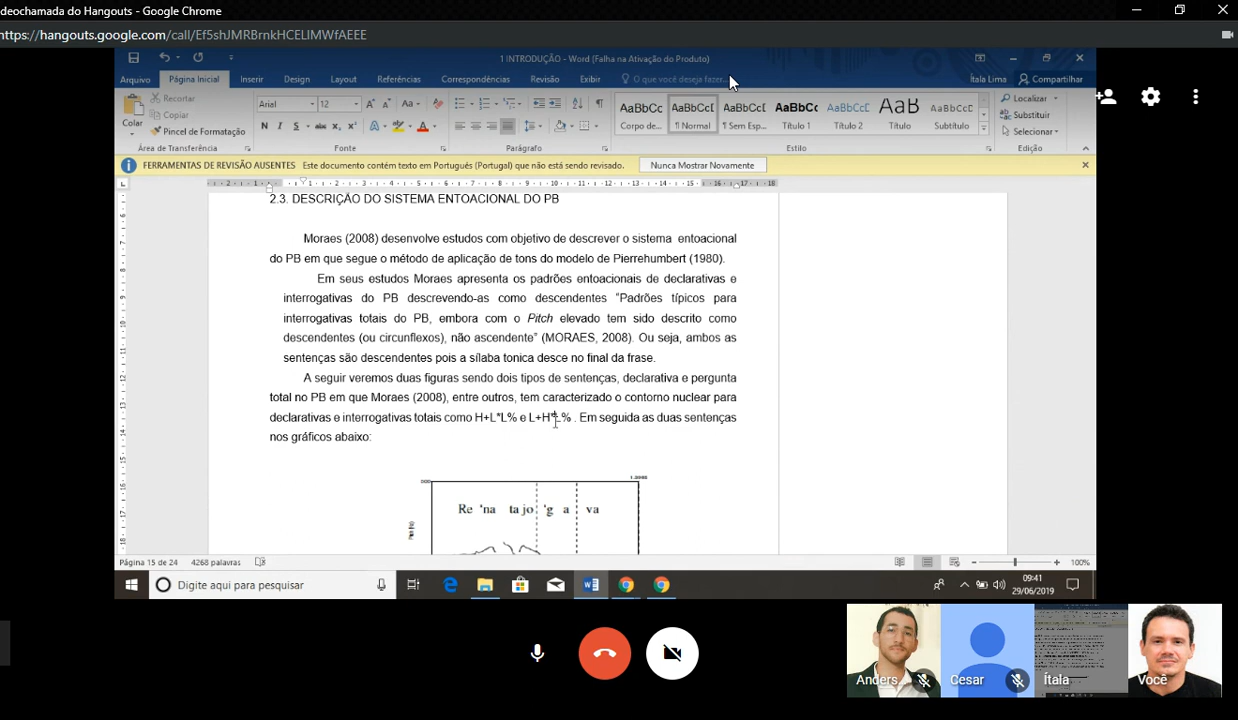 deochamada do Hangouts - Google Chrome
https://hangouts.google.com/call/Ef5shJMRBrnkHCELIMWfAEEE
1 INTRODUÇÃO - Word (Falha na Ativação do Produto)
Arquivo Página Inicial Inserir Design Layout Referências Correspondências Revisão Exibir O que você deseja fazer... Ítala Lima Compartilhar
Colar
Recortar
Copiar
Pincel de Formatação
Área de Transferência
Arial 12
N I S abc x₂ x²
Fonte
Parágrafo
AaBbCc AaBbCcI AaBbCcI AaBbCc AaBbCcI AaB AaBbCcD
Corpo de... ¶ Normal ¶ Sem Esp... Título 1 Título 2 Título Subtítulo
Estilo
Localizar
Substituir
Selecionar
Edição
FERRAMENTAS DE REVISÃO AUSENTES Este documento contém texto em Português (Portugal) que não está sendo revisado. Nunca Mostrar Novamente
2.3. DESCRIÇÃO DO SISTEMA ENTOACIONAL DO PB
Moraes (2008) desenvolve estudos com objetivo de descrever o sistema entoacional
do PB em que segue o método de aplicação de tons do modelo de Pierrehumbert (1980).
Em seus estudos Moraes apresenta os padrões entoacionais de declarativas e
interrogativas do PB descrevendo-as como descendentes “Padrões típicos para
interrogativas totais do PB, embora com o Pitch elevado tem sido descrito como
descendentes (ou circunflexos), não ascendente” (MORAES, 2008). Ou seja, ambos as
sentenças são descendentes pois a sílaba tonica desce no final da frase.
A seguir veremos duas figuras sendo dois tipos de sentenças, declarativa e pergunta
total no PB em que Moraes (2008), entre outros, tem caracterizado o contorno nuclear para
declarativas e interrogativas totais como H+L*L% e L+H*L% . Em seguida as duas sentenças
nos gráficos abaixo:
Re 'na ta jo 'g a va
Página 15 de 24 4268 palavras 100%
Digite aqui para pesquisar
09:41
29/06/2019
Anders... Cesar Ítala Você